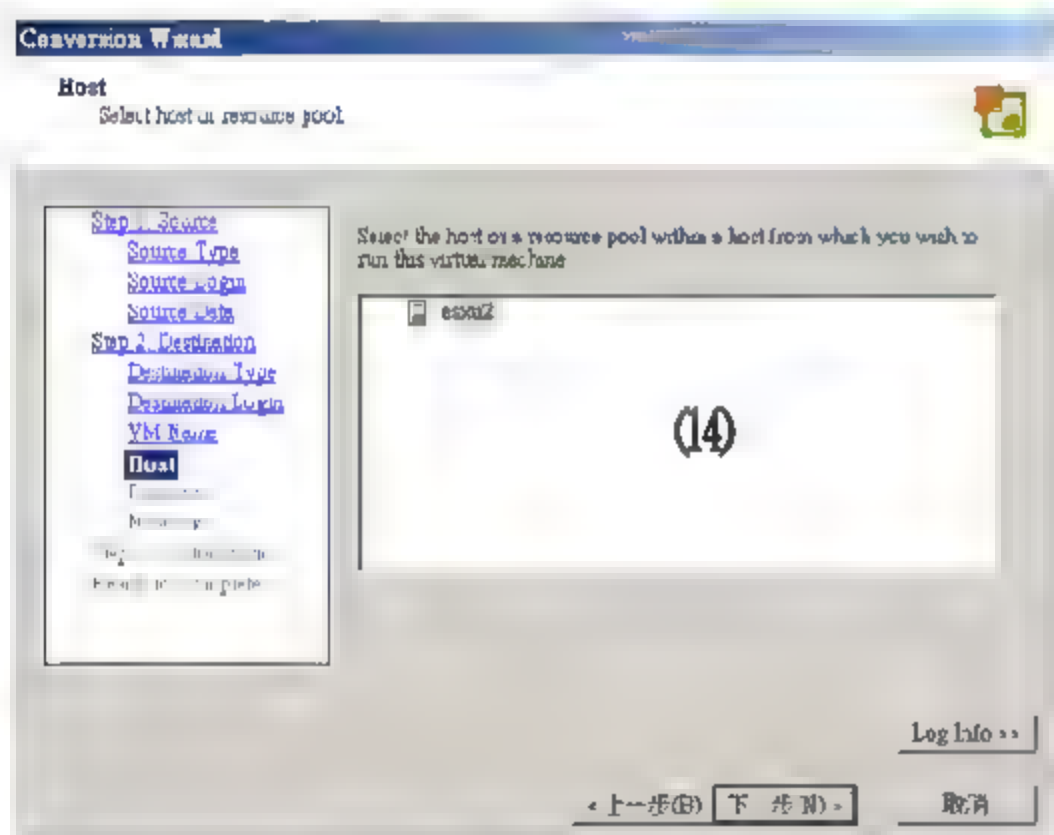 Conversion Wizard
Host
Select host or resource pool.
Step 1. Source
Source Type
Source Login
Source Data
Step 2. Destination
Destination Type
Destination Login
VM Name
Host
Select the host or a resource pool within a host from which you wish to
run this virtual machine
(14)
Log Info >>
< 上一步(B)
下一步(N) >
取消